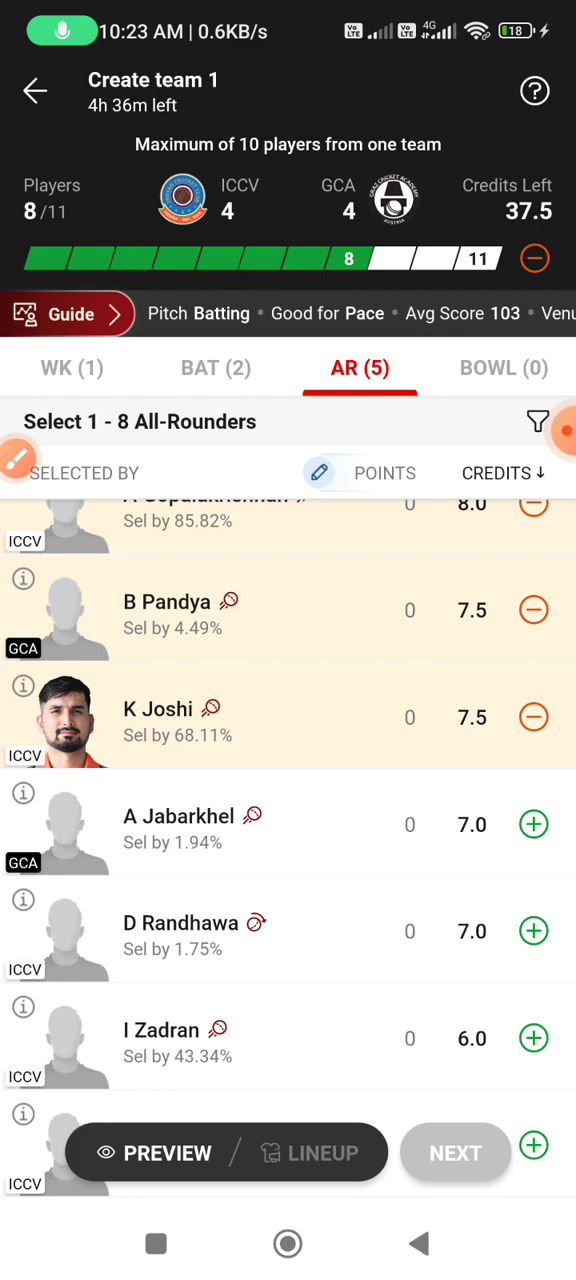 10:23 AM | 0.6KB/s
4G
18
Create team 1
4h 36m left
Maximum of 10 players from one team
Players
8/11
ICCV
4
GCA
4
Credits Left
37.5
8
11
Guide
Pitch Batting • Good for Pace • Avg Score 103 • Venu
WK (1)
BAT (2)
AR (5)
BOWL (0)
Select 1 - 8 All-Rounders
SELECTED BY
POINTS
CREDITS ↓
A Gopalakrishnan
Sel by 85.82%
0
8.0
ICCV
B Pandya
Sel by 4.49%
0
7.5
GCA
K Joshi
Sel by 68.11%
0
7.5
ICCV
A Jabarkhel
Sel by 1.94%
0
7.0
GCA
D Randhawa
Sel by 1.75%
0
7.0
ICCV
I Zadran
Sel by 43.34%
0
6.0
ICCV
ICCV
PREVIEW / LINEUP
NEXT